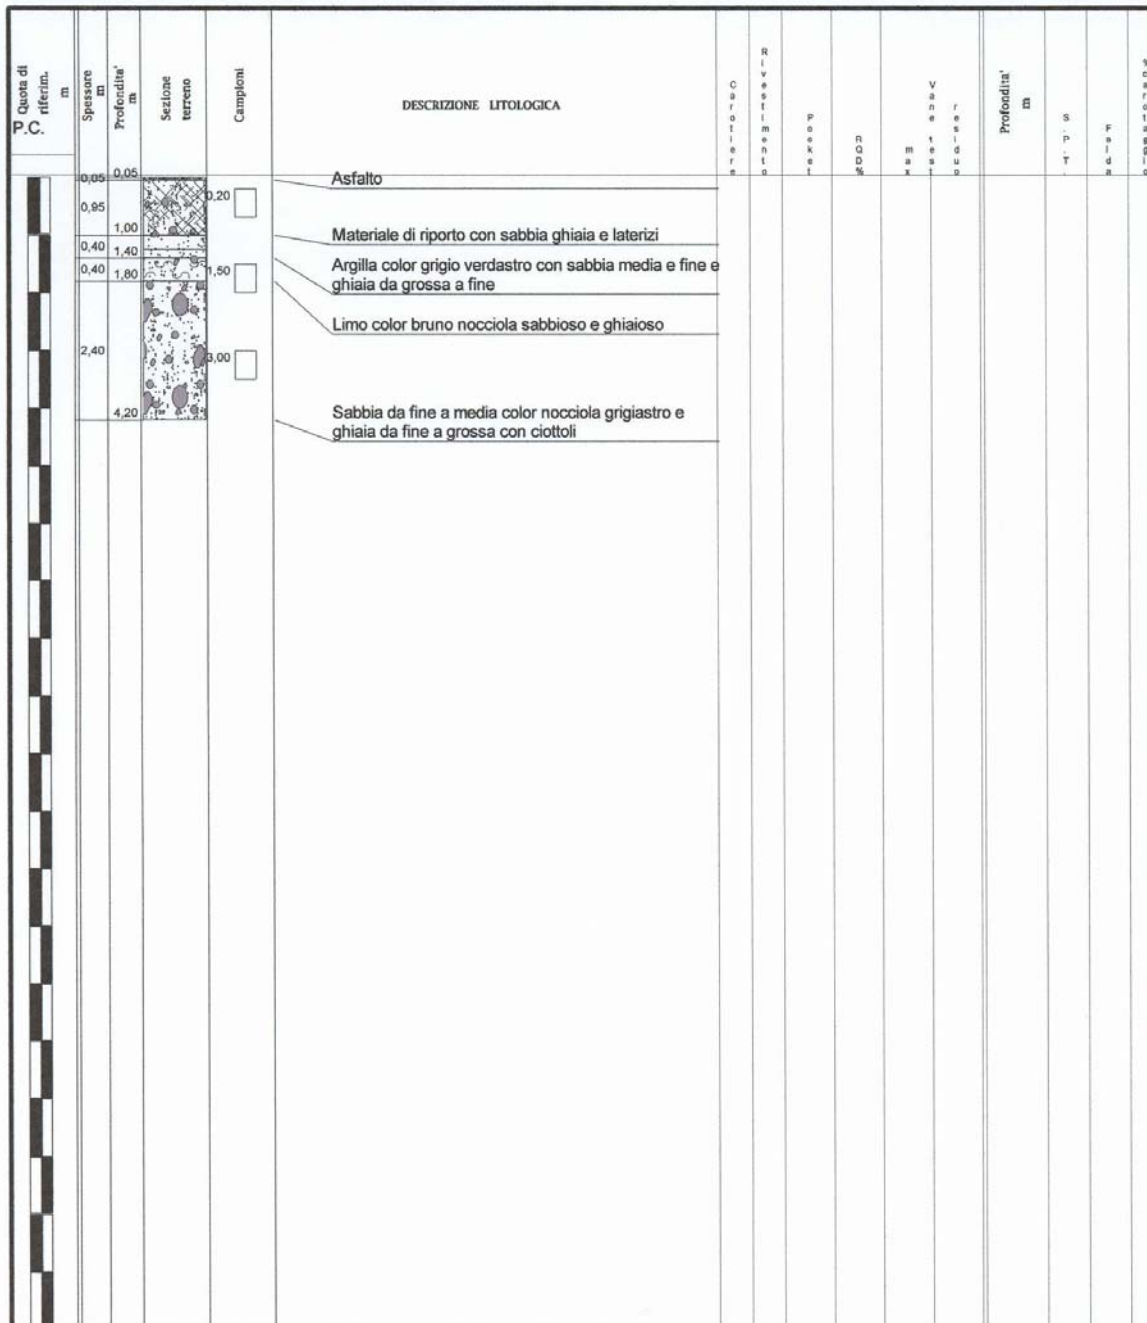 Quota di
riferim.
m
P.C.
Spessore
m
Profondita'
m
Sezione
terreno
Campioni
DESCRIZIONE LITOLOGICA
Carotiere
Rivestimento
Pocket
RQD%
max
Vane test
residuo
Profondita'
m
S.P.T.
Falda
%carotaggio
0,05 0,05
Asfalto
0,20
0,95
1,00
Materiale di riporto con sabbia ghiaia e laterizi
0,40
1,40
Argilla color grigio verdastro con sabbia media e fine e
ghiaia da grossa a fine
0,40
1,80
1,50
Limo color bruno nocciola sabbioso e ghiaioso
2,40
3,00
4,20
Sabbia da fine a media color nocciola grigiastro e
ghiaia da fine a grossa con ciottoli